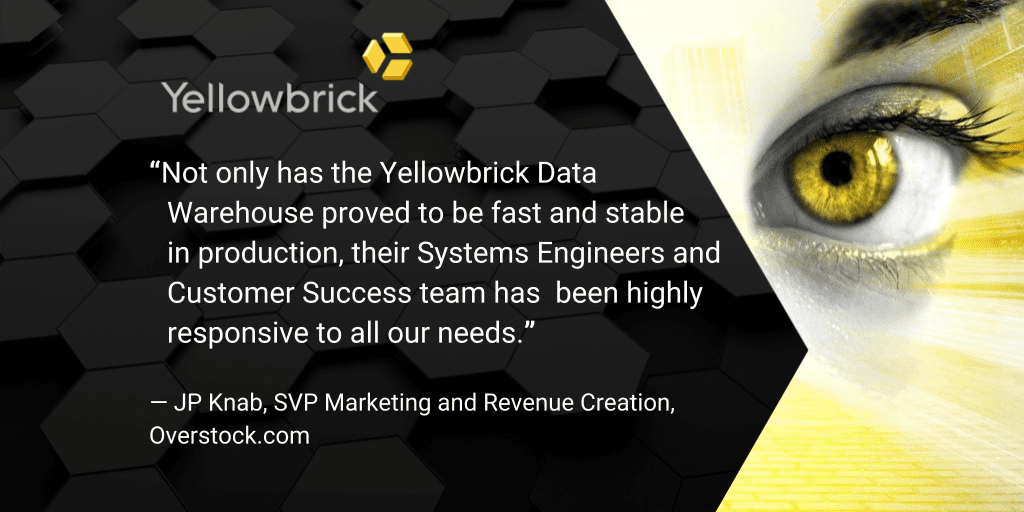 Yellowbrick
“Not only has the Yellowbrick Data
Warehouse proved to be fast and stable
in production, their Systems Engineers and
Customer Success team has  been highly
responsive to all our needs.”
— JP Knab, SVP Marketing and Revenue Creation,
Overstock.com